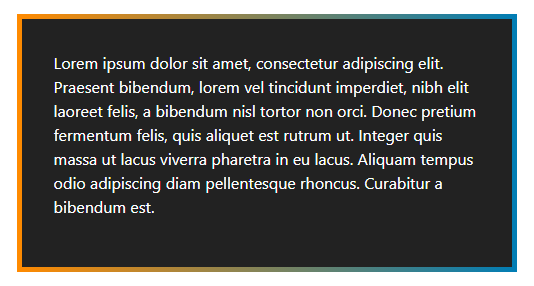 Lorem ipsum dolor sit amet, consectetur adipiscing elit.
Praesent bibendum, lorem vel tincidunt imperdiet, nibh elit
laoreet felis, a bibendum nisl tortor non orci. Donec pretium
fermentum felis, quis aliquet est rutrum ut. Integer quis
massa ut lacus viverra pharetra in eu lacus. Aliquam tempus
odio adipiscing diam pellentesque rhoncus. Curabitur a
bibendum est.